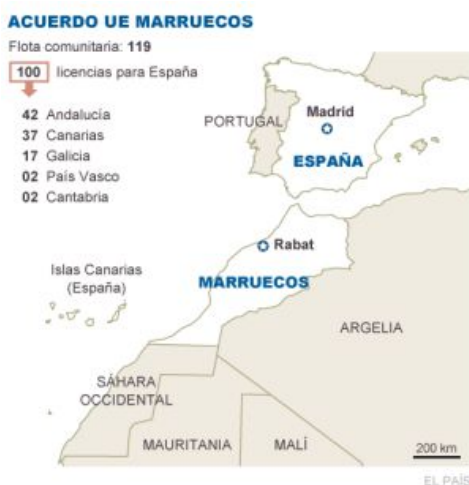 ACUERDO UE MARRUECOS
Flota comunitaria: 119
100 licencias para España
42 Andalucía
37 Canarias
17 Galicia
02 País Vasco
02 Cantabria
PORTUGAL
Madrid
ESPAÑA
Rabat
Islas Canarias
(España)
MARRUECOS
ARGELIA
SÁHARA
OCCIDENTAL
MAURITANIA
MALÍ
200 km
EL PAÍS